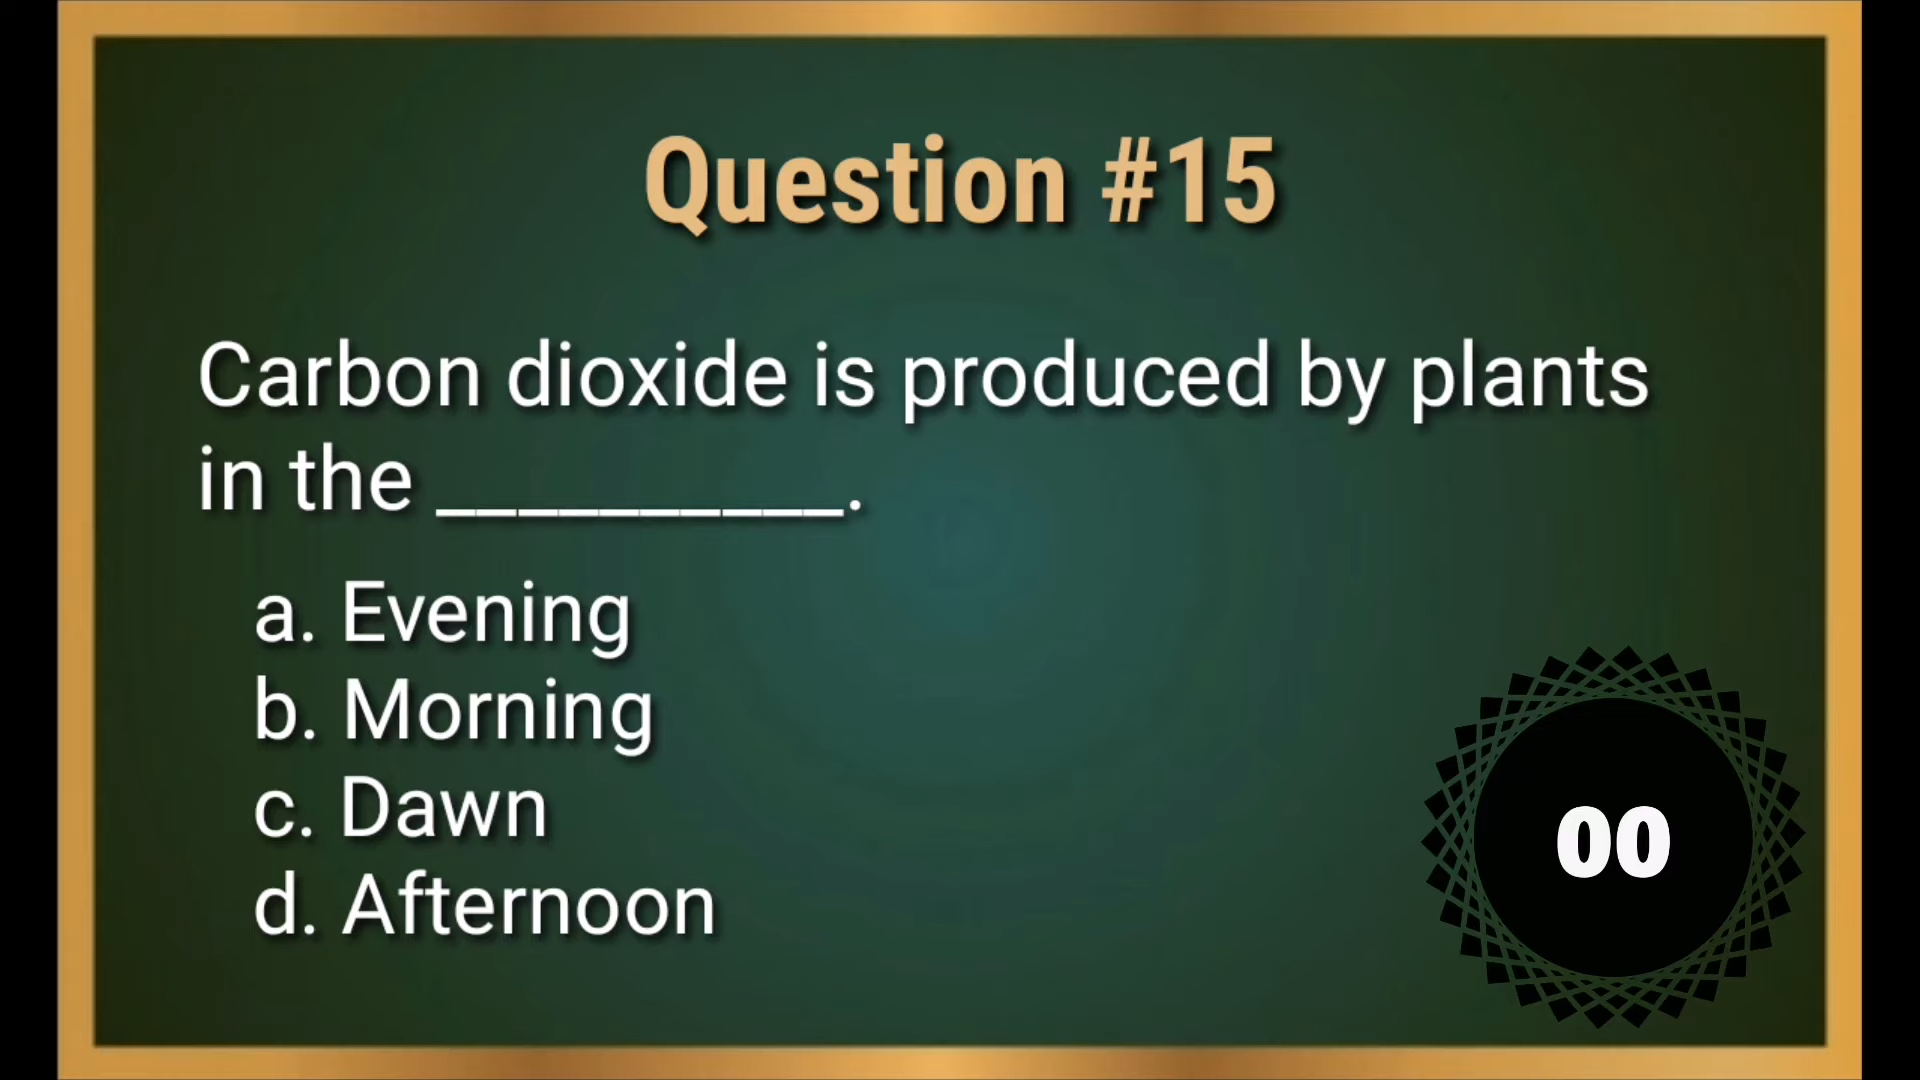 Question #15
Carbon dioxide is produced by plants
in the __________.
a. Evening
b. Morning
c. Dawn
d. Afternoon
00